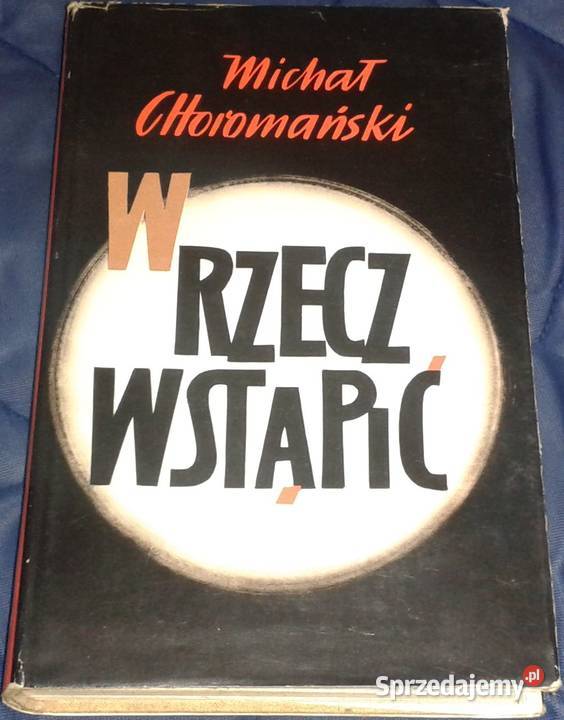 Michał
CHoromański
W
RZECZ
WSTĄPIĆ
Sprzedajemy.pl